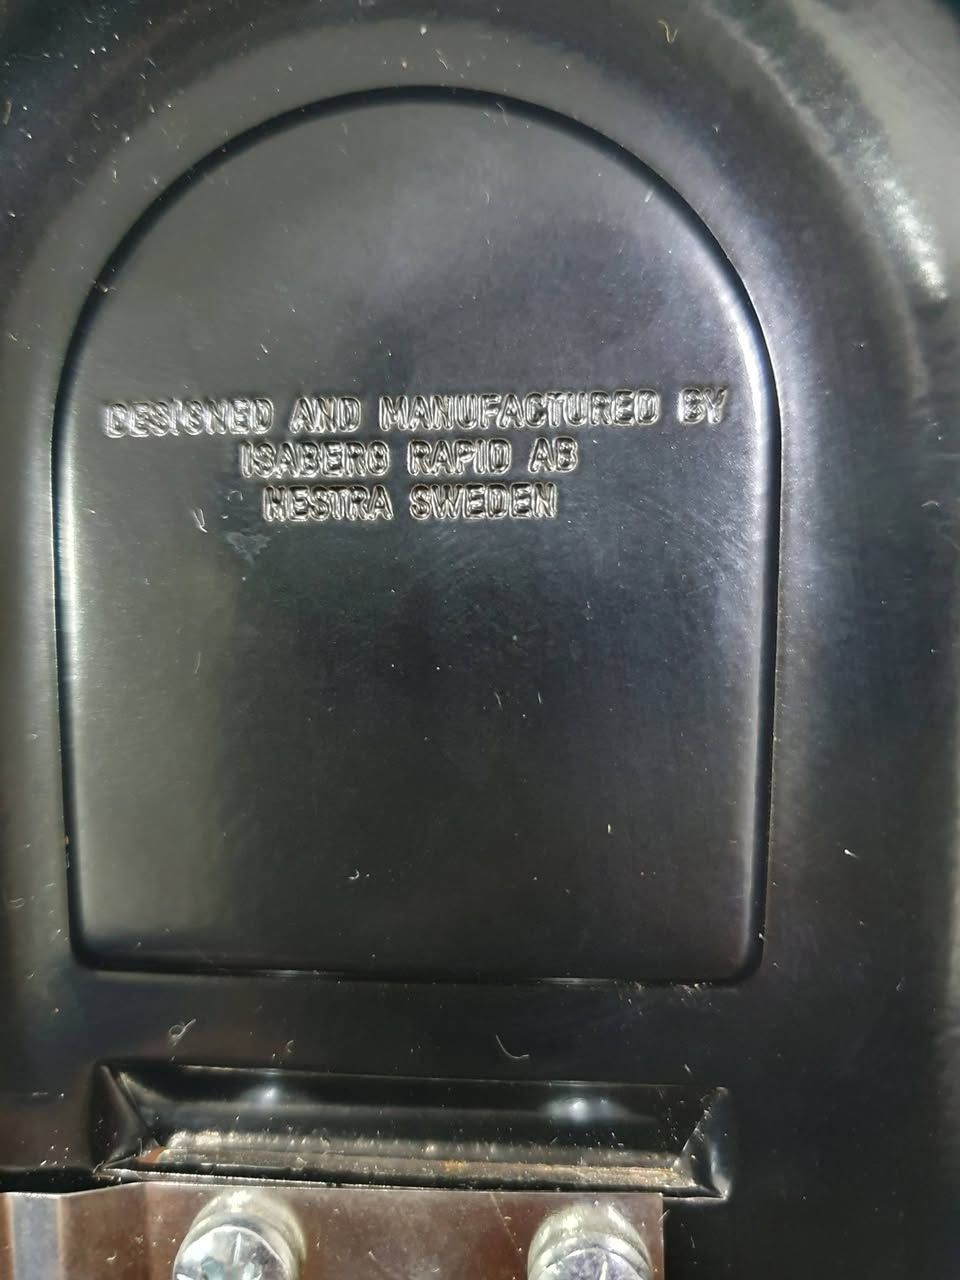 DESIGNED AND MANUFACTURED BY
ISABERG RAPID AB
HESTRA SWEDEN